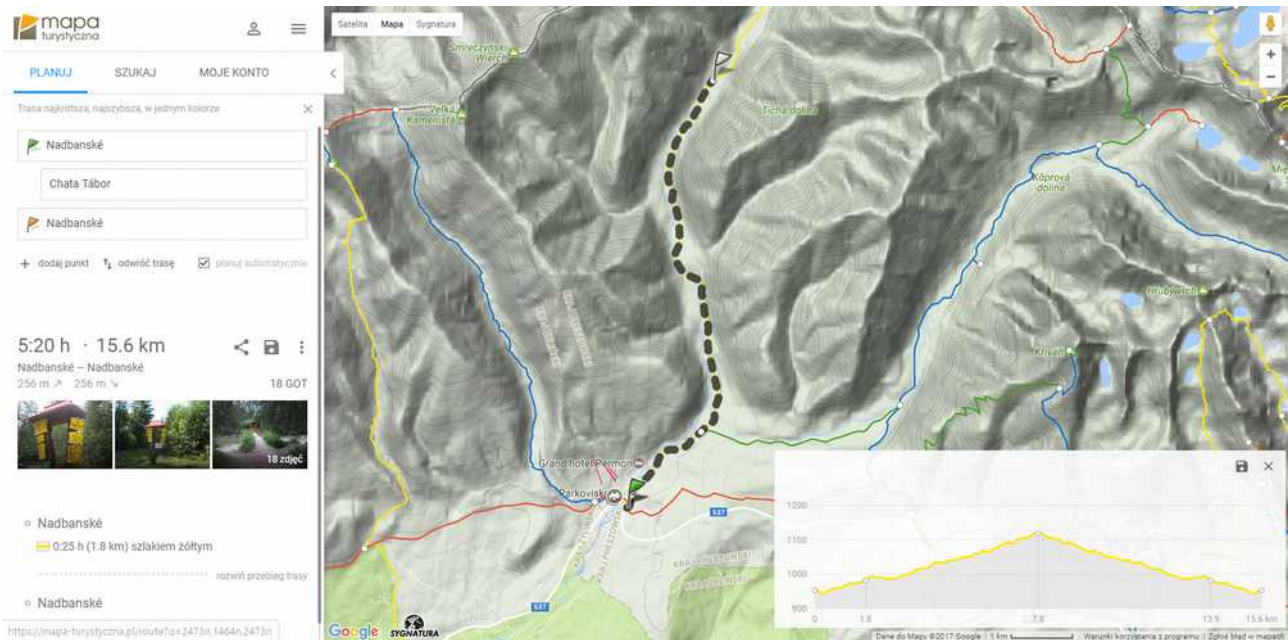 mapa
turystyczna
PLANUJ
SZUKAJ
MOJE KONTO
Trasa najkrótsza, najszybsza, w jednym kolorze
Nadbanské
Chata Tábor
Nadbanské
dodaj punkt
odwróć trasę
planuj automatycznie
5:20 h · 15.6 km
Nadbanské – Nadbanské
256 m 256 m
18 GOT
18 zdjęć
Nadbanské
0:25 h (1.8 km) szlakiem żółtym
rozwiń przebieg trasy
Nadbanské
https://mapa-turystyczna.pl/route?q=
Satelita
Mapa
Sygnatura
Smreczyński
Wierch
Veľká
Kamenistá
Tichá dolina
Kôprová
dolina
Hrubý vrch
Kriváň
Grand hotel Permon
Parkovisko
537
537
KRAJ PRESZOWSKI
Google
SYGNATURA
1200
1100
1000
900
0
1.8
7.8
13.9
15.6 km
Dane do Mapy ©2017 Google
1 km
Warunki korzystania z programu
Zgłoś błąd w mapach